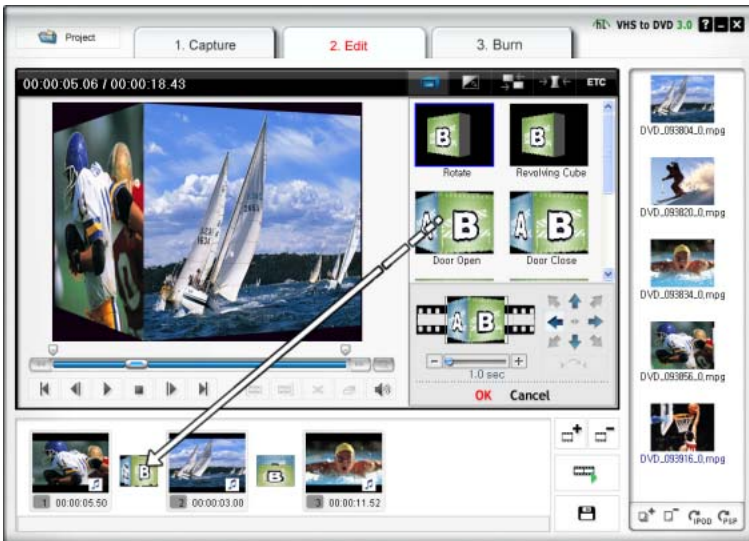 Project
1. Capture
2. Edit
3. Burn
VHS to DVD 3.0
00:00:05.06 / 00:00:18.43
ETC
B
Rotate
B
Revolving Cube
A B
Door Open
A B
Door Close
A B
1.0 sec
OK Cancel
DVD_093804_0.mpg
DVD_093820_0.mpg
DVD_093834_0.mpg
DVD_093856_0.mpg
DVD_093916_0.mpg
B
B
1 00:00:05.50
2 00:00:03.00
3 00:00:11.52
IPOD
PSP